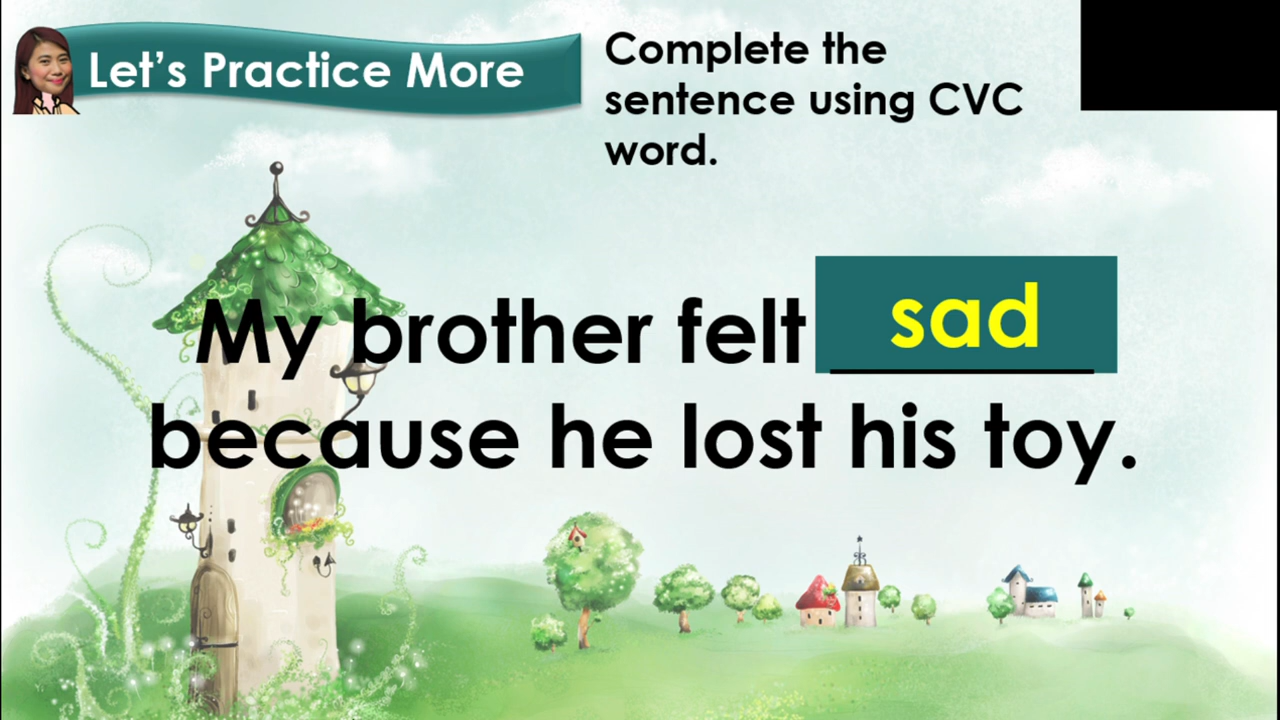 Let's Practice More
Complete the
sentence using CVC
word.
My brother felt sad
because he lost his toy.